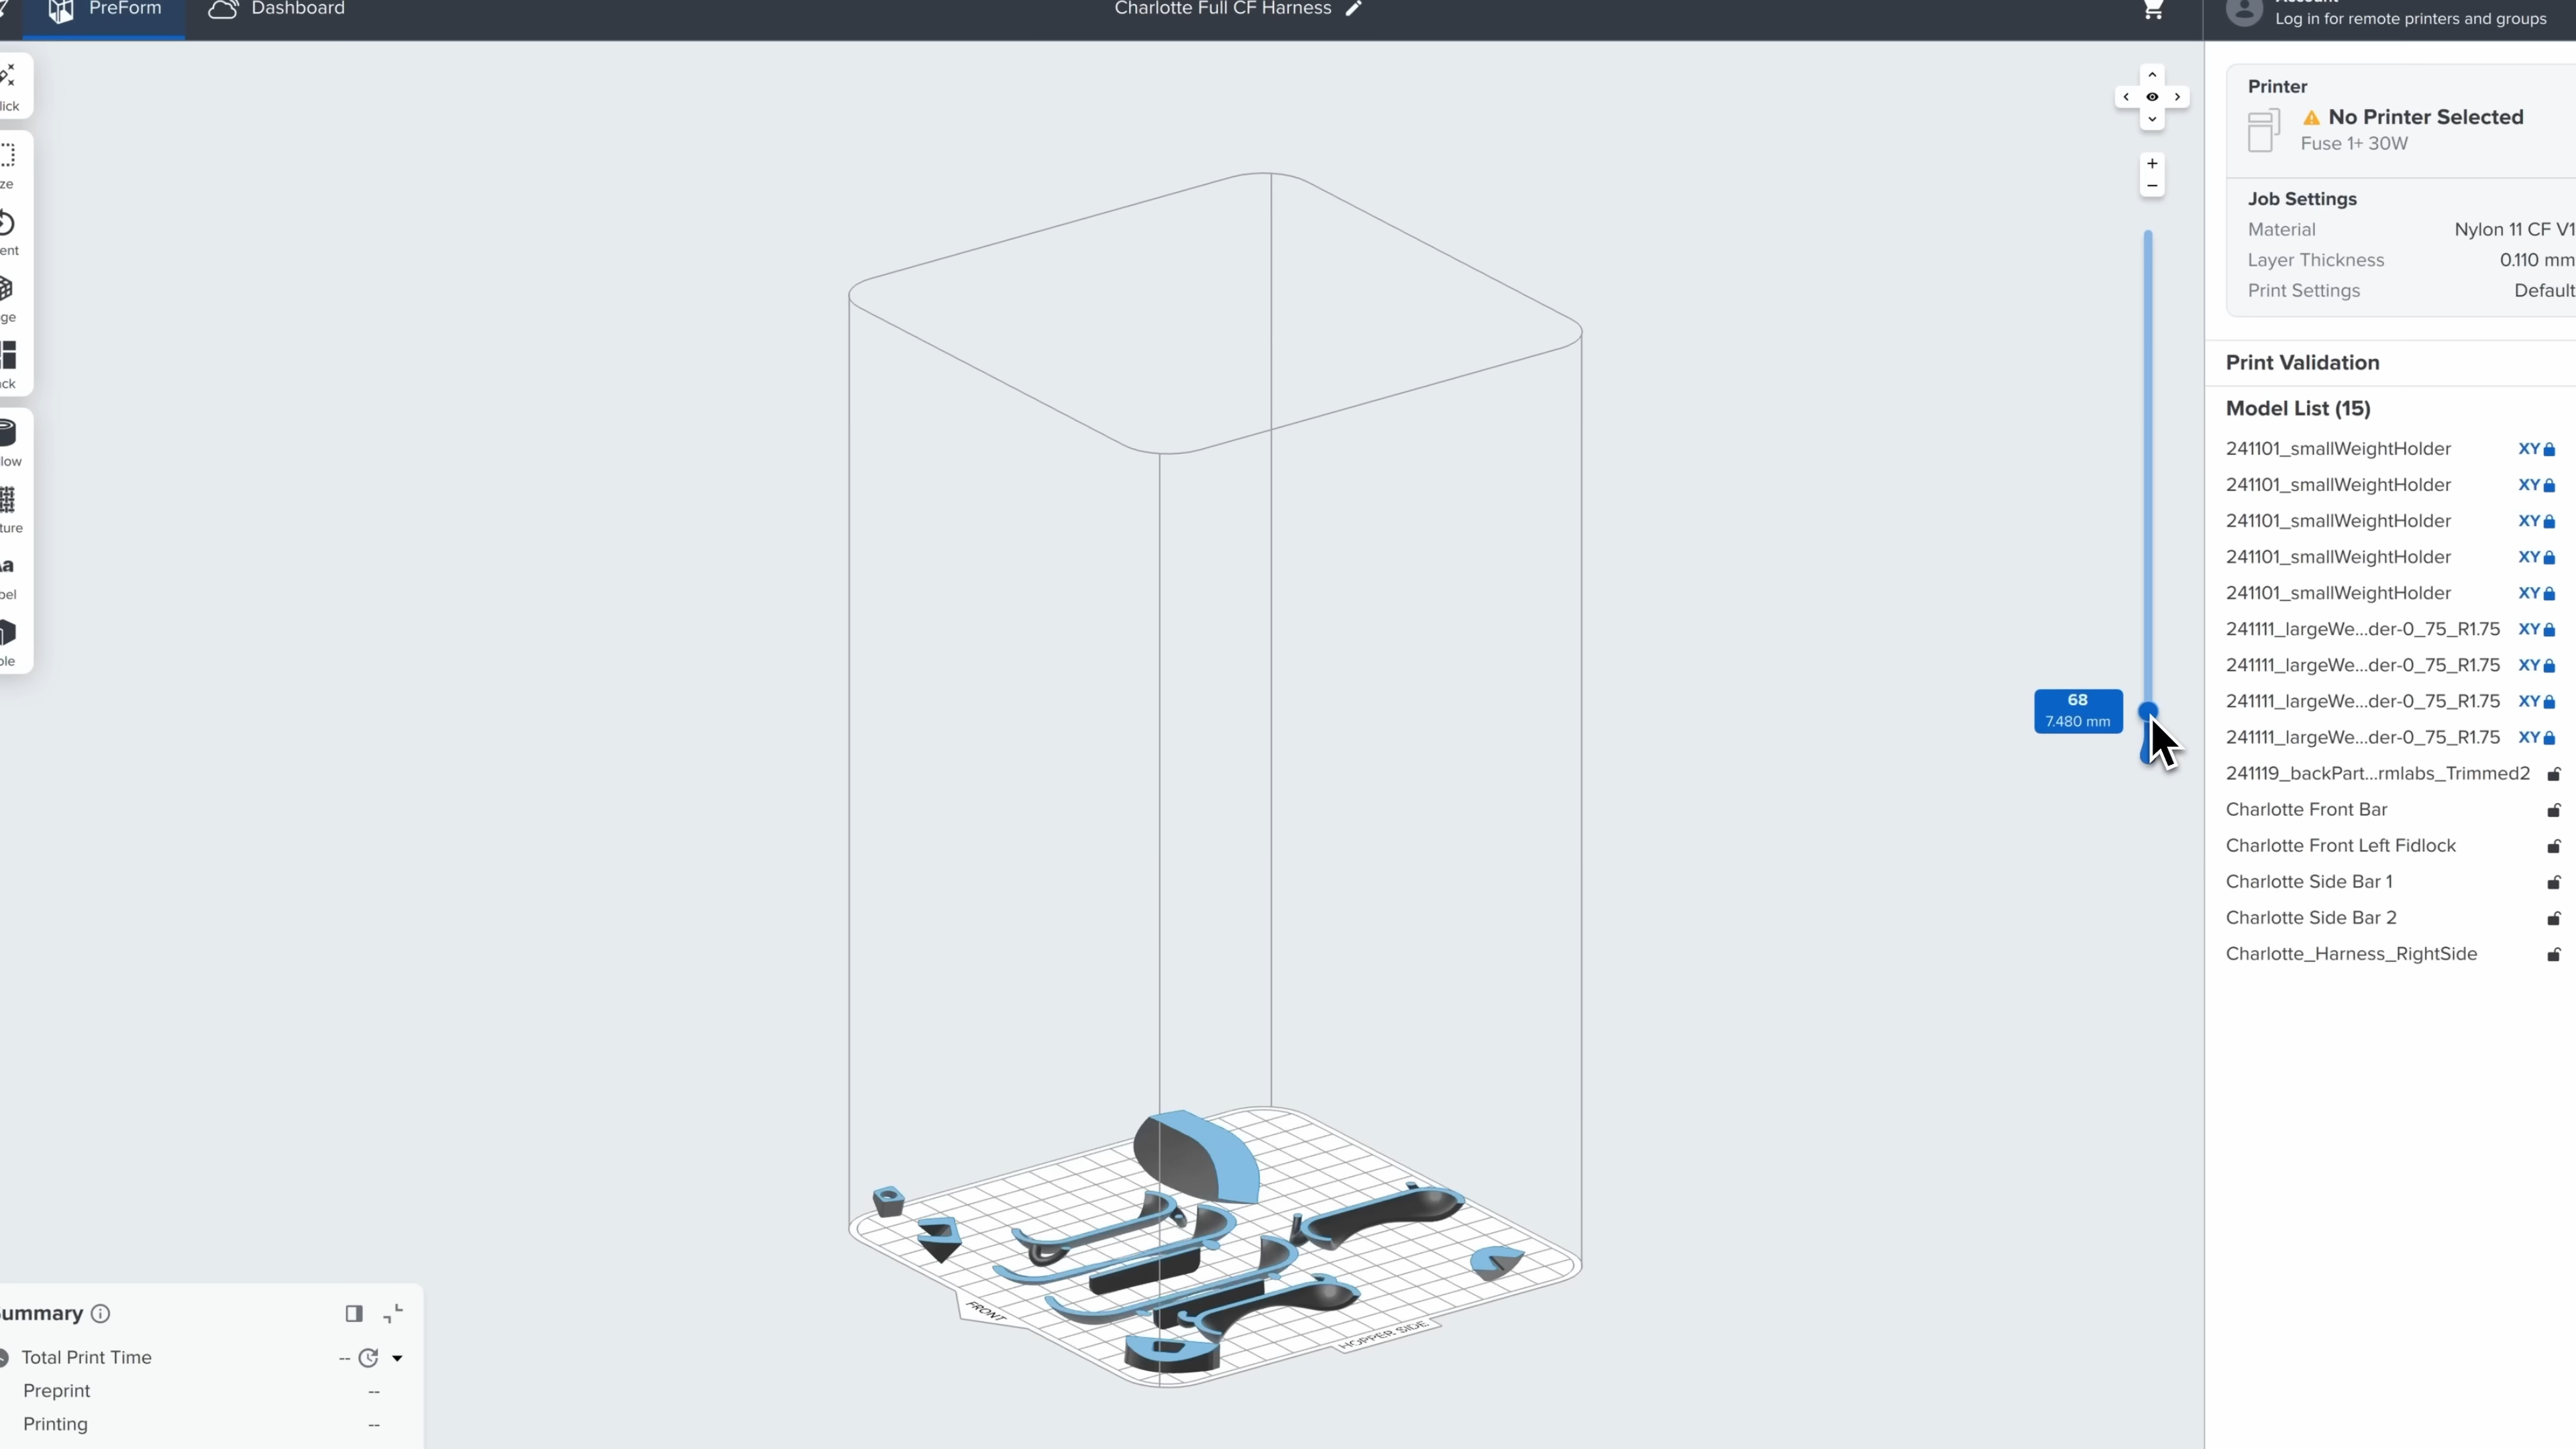 PreForm
Dashboard
Charlotte Full CF Harness
Log in for remote printers and groups
Printer
No Printer Selected
Fuse 1+ 30W
Job Settings
Material
Nylon 11 CF V1
Layer Thickness
0.110 mm
Print Settings
Default
Print Validation
Model List (15)
241101_smallWeightHolder XY
241101_smallWeightHolder XY
241101_smallWeightHolder XY
241101_smallWeightHolder XY
241101_smallWeightHolder XY
241111_largeWe...der-0_75_R1.75 XY
241111_largeWe...der-0_75_R1.75 XY
241111_largeWe...der-0_75_R1.75 XY
241111_largeWe...der-0_75_R1.75 XY
241119_backPart...rmlabs_Trimmed2
Charlotte Front Bar
Charlotte Front Left Fidlock
Charlotte Side Bar 1
Charlotte Side Bar 2
Charlotte_Harness_RightSide
68
7.480 mm
FRONT
HOPPER SIDE
ummary
Total Print Time --
Preprint --
Printing --